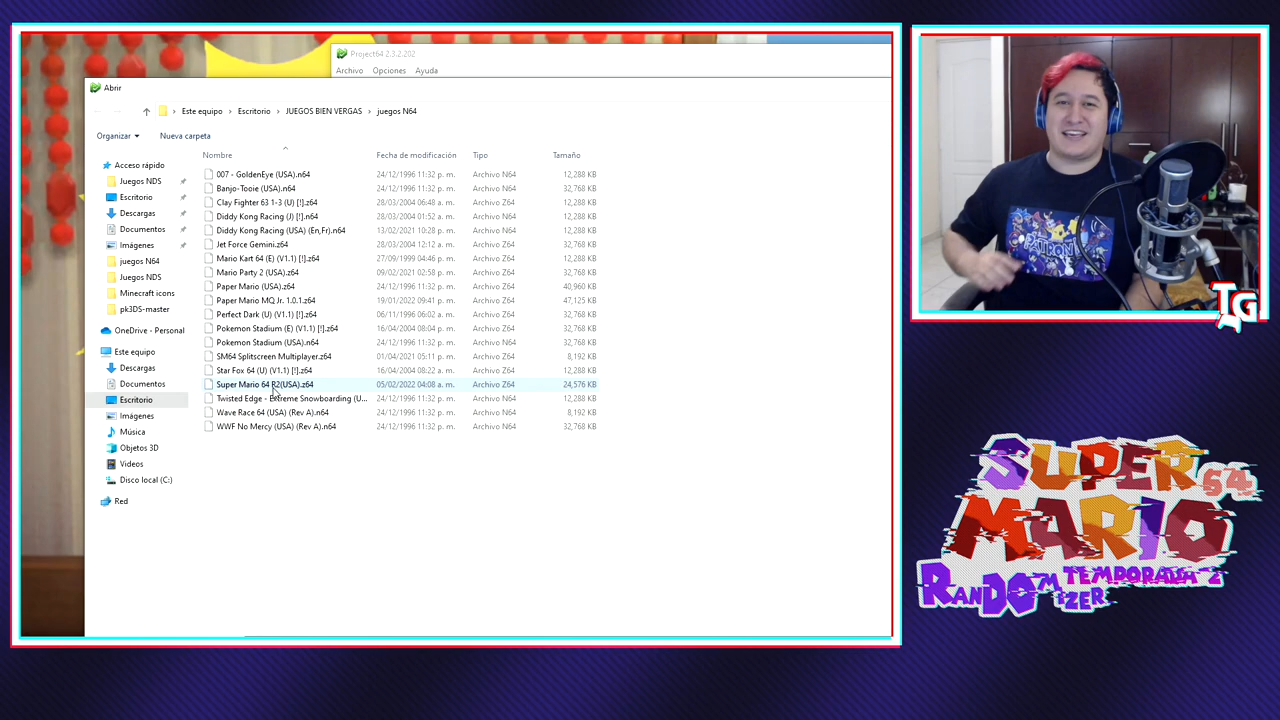 Project64 2.3.2-202
Archivo Opciones Ayuda
Abrir
Este equipo > Escritorio > JUEGOS BIEN VERGAS > juegos N64
Organizar Nueva carpeta
Nombre Fecha de modificación Tipo Tamaño
Acceso rápido
Juegos NDS
Escritorio
Descargas
Documentos
Imágenes
juegos N64
Juegos NDS
Minecraft icons
pk3DS-master
OneDrive - Personal
Este equipo
Descargas
Documentos
Escritorio
Imágenes
Música
Objetos 3D
Videos
Disco local (C:)
Red
007 - GoldenEye (USA).n64 24/12/1996 11:32 p. m. Archivo N64 12,288 KB
Banjo-Tooie (USA).n64 24/12/1996 11:32 p. m. Archivo N64 32,768 KB
Clay Fighter 63 1-3 (U) [!].z64 28/03/2004 06:48 a. m. Archivo Z64 12,288 KB
Diddy Kong Racing (J) [!].n64 28/03/2004 01:52 a. m. Archivo N64 12,288 KB
Diddy Kong Racing (USA) (En,Fr).n64 13/02/2021 10:28 p. m. Archivo N64 12,288 KB
Jet Force Gemini.z64 28/03/2004 12:12 a. m. Archivo Z64 32,768 KB
Mario Kart 64 (E) (V1.1) [!].z64 27/09/1999 04:46 p. m. Archivo Z64 12,288 KB
Mario Party 2 (USA).z64 09/02/2021 02:58 p. m. Archivo Z64 32,768 KB
Paper Mario (USA).z64 24/12/1996 11:32 p. m. Archivo Z64 40,960 KB
Paper Mario MQ Jr. 1.0.1.z64 19/01/2022 09:41 p. m. Archivo Z64 47,125 KB
Perfect Dark (U) (V1.1) [!].z64 06/11/1996 06:02 a. m. Archivo Z64 32,768 KB
Pokemon Stadium (E) (V1.1) [!].z64 16/04/2004 08:04 p. m. Archivo Z64 32,768 KB
Pokemon Stadium (USA).n64 24/12/1996 11:32 p. m. Archivo N64 32,768 KB
SM64 Splitscreen Multiplayer.z64 01/04/2021 05:11 p. m. Archivo Z64 8,192 KB
Star Fox 64 (U) (V1.1) [!].z64 16/04/2004 08:22 a. m. Archivo Z64 12,288 KB
Super Mario 64 R2(USA).z64 05/02/2022 04:08 a. m. Archivo Z64 24,576 KB
Twisted Edge - Extreme Snowboarding (U... 24/12/1996 11:32 p. m. Archivo N64 12,288 KB
Wave Race 64 (USA) (Rev A).n64 24/12/1996 11:32 p. m. Archivo N64 8,192 KB
WWF No Mercy (USA) (Rev A).n64 24/12/1996 11:32 p. m. Archivo N64 32,768 KB
TG
SUPER
MARIO 64
RANDOMIZER
TEMPORADA 2